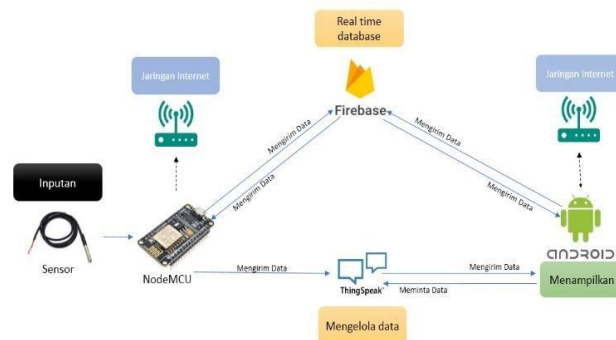 Real time
database
Jaringan Internet
Jaringan Internet
Firebase
Mengirim Data
Mengirim Data
Mengirim Data
Mengirim Data
Inputan
Sensor
NodeMCU
Mengirim Data
ThingSpeak™
Mengirim Data
Meminta Data
ANDROID
Menampilkan
Mengelola data